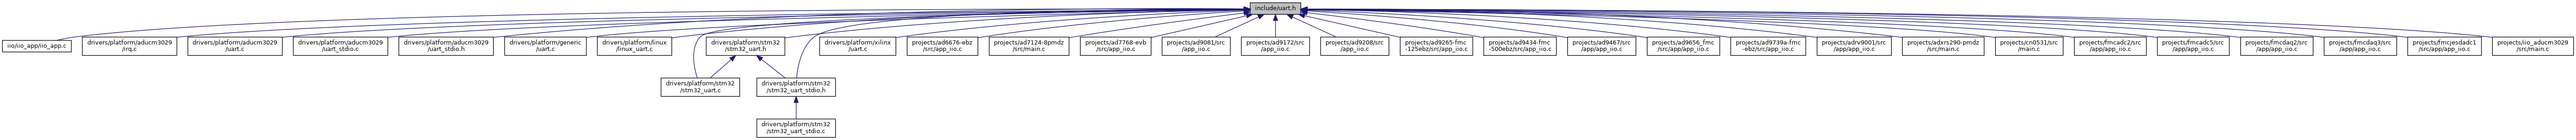 include/uart.h
iio/iio_app/iio_app.c
drivers/platform/aducm3029
/irq.c
drivers/platform/aducm3029
/uart.c
drivers/platform/aducm3029
/uart_stdio.c
drivers/platform/aducm3029
/uart_stdio.h
drivers/platform/generic
/uart.c
drivers/platform/linux
/linux_uart.c
drivers/platform/stm32
/stm32_uart.h
drivers/platform/xilinx
/uart.c
projects/ad6676-ebz
/src/app_iio.c
projects/ad7124-8pmdz
/src/main.c
projects/ad7768-evb
/src/app_iio.c
projects/ad9081/src
/app_iio.c
projects/ad9172/src
/app_iio.c
projects/ad9208/src
/app_iio.c
projects/ad9265-fmc
-125ebz/src/app_iio.c
projects/ad9434-fmc
-500ebz/src/app_iio.c
projects/ad9467/src
/app/app_iio.c
projects/ad9656_fmc
/src/app/app_iio.c
projects/ad9739a-fmc
-ebz/src/app_iio.c
projects/adrv9001/src
/app/app_iio.c
projects/adxrs290-pmdz
/src/main.c
projects/cn0531/src
/main.c
projects/fmcadc2/src
/app/app_iio.c
projects/fmcadc5/src
/app/app_iio.c
projects/fmcdaq2/src
/app/app_iio.c
projects/fmcdaq3/src
/app/app_iio.c
projects/fmcjesdadc1
/src/app/app_iio.c
projects/iio_aducm3029
/src/main.c
drivers/platform/stm32
/stm32_uart.c
drivers/platform/stm32
/stm32_uart_stdio.h
drivers/platform/stm32
/stm32_uart_stdio.c